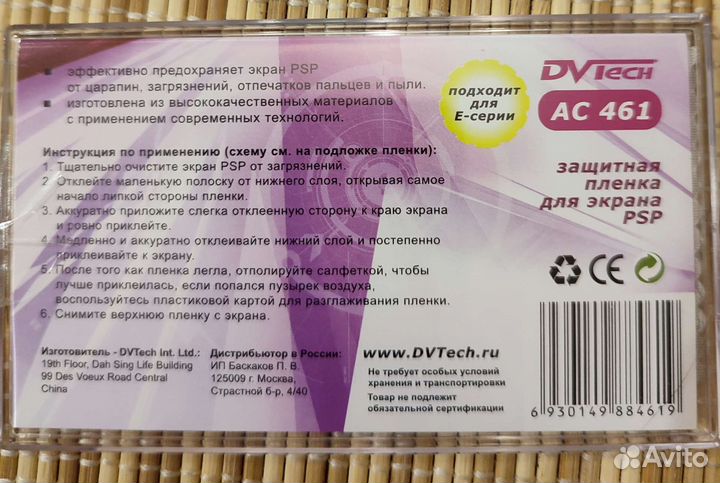 эффективно предохраняет экран PSP
от царапин, загрязнений, отпечатков пальцев и пыли.
изготовлена из высококачественных материалов
с применением современных технологий.
подходит
для
E-серии
DVTech
AC 461
защитная
пленка
для экрана
PSP
Инструкция по применению (схему см. на подложке пленки):
1. Тщательно очистите экран PSP от загрязнений.
2. Отклейте маленькую полоску от нижнего слоя, открывая самое
начало липкой стороны пленки.
3. Аккуратно приложите слегка отклеенную сторону к краю экрана
и ровно приклейте.
4. Медленно и аккуратно отклеивайте нижний слой и постепенно
приклеивайте к экрану.
5. После того как пленка легла, отполируйте салфеткой, чтобы
лучше приклеилась, если попался пузырек воздуха,
воспользуйтесь пластиковой картой для разглаживания пленки.
6. Снимите верхнюю пленку с экрана.
CE
Изготовитель - DVTech Int. Ltd.:
19th Floor, Dah Sing Life Building
99 Des Voeux Road Central
China
Дистрибьютор в России:
ИП Баскаков П. В.
125009 г. Москва,
Страстной б-р, 4/40
www.DVTech.ru
Не требует особых условий
хранения и транспортировки
Товар не подлежит
обязательной сертификации
6 930149 884619
Avito